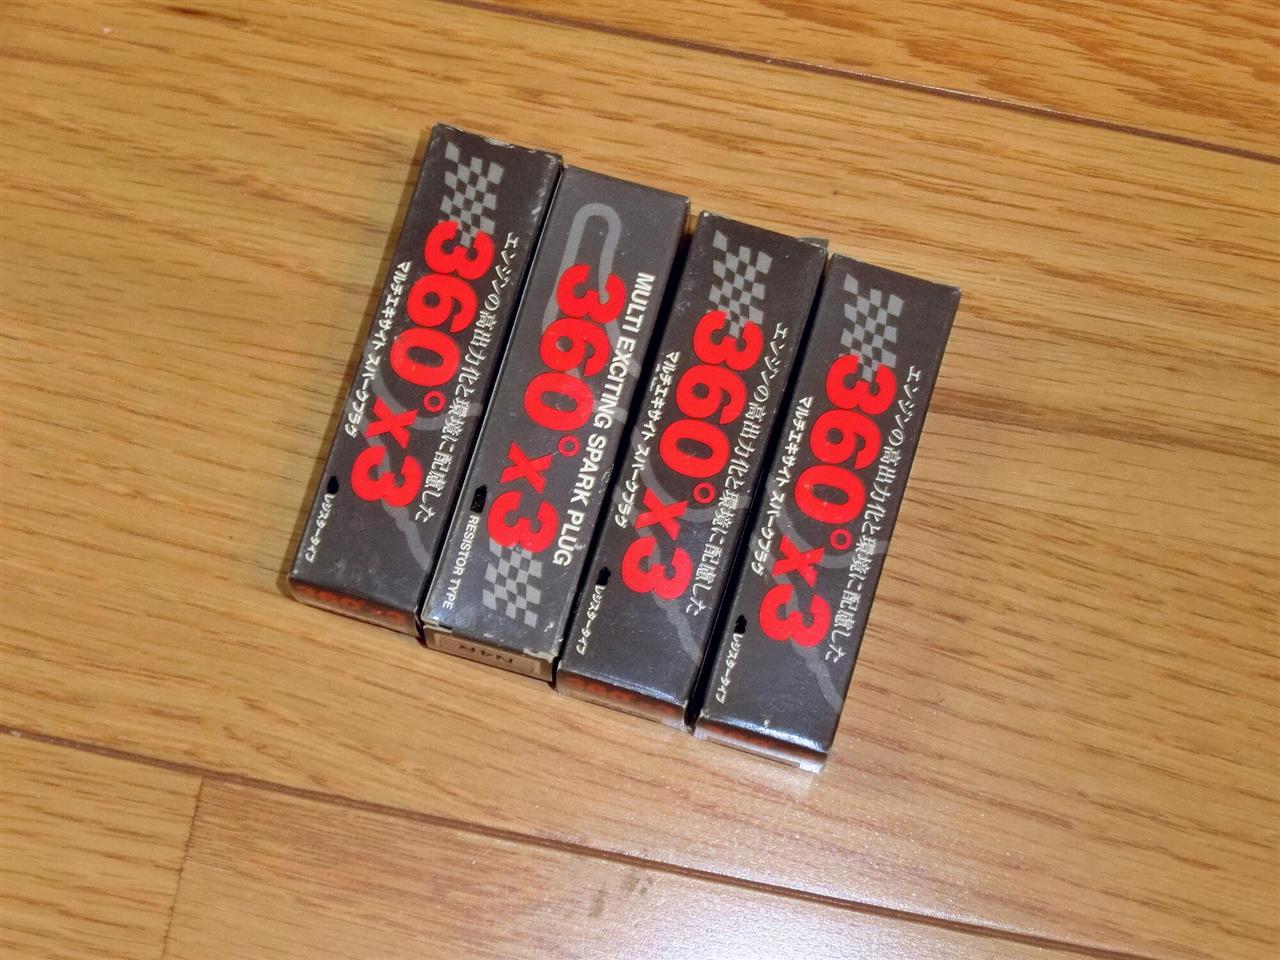 エンジンの高出力化と環境に配慮した
360°x3
マルチエキサイト スパークプラグ
レジスタータイプ
MULTI EXCITING SPARK PLUG
360°x3
RESISTOR TYPE
N4R
エンジンの高出力化と環境に配慮した
360°x3
マルチエキサイト スパークプラグ
レジスタータイプ
エンジンの高出力化と環境に配慮した
360°x3
マルチエキサイト スパークプラグ
レジスタータイプ